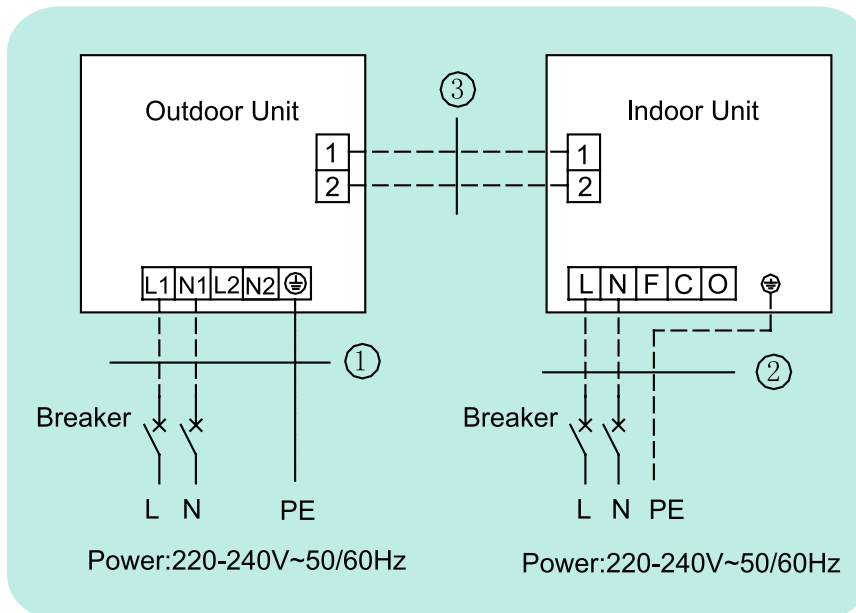 Outdoor Unit
1
2
L1 N1 L2 N2
①
Breaker
L N PE
Power:220-240V~50/60Hz
③
Indoor Unit
1
2
L N F C O
②
Breaker
L N PE
Power:220-240V~50/60Hz